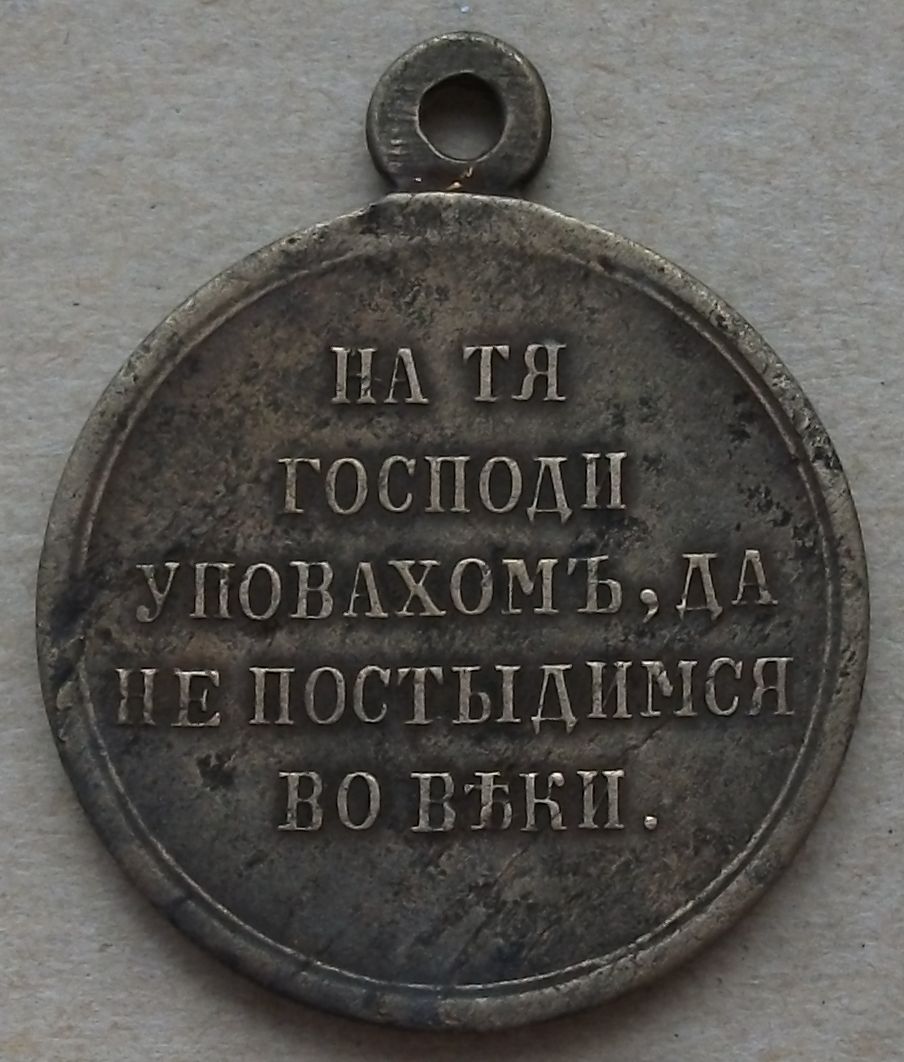 НА ТЯ
ГОСПОДИ
УПОВАХОМЪ, ДА
НЕ ПОСТЫДИМСЯ
ВО ВѢКИ.